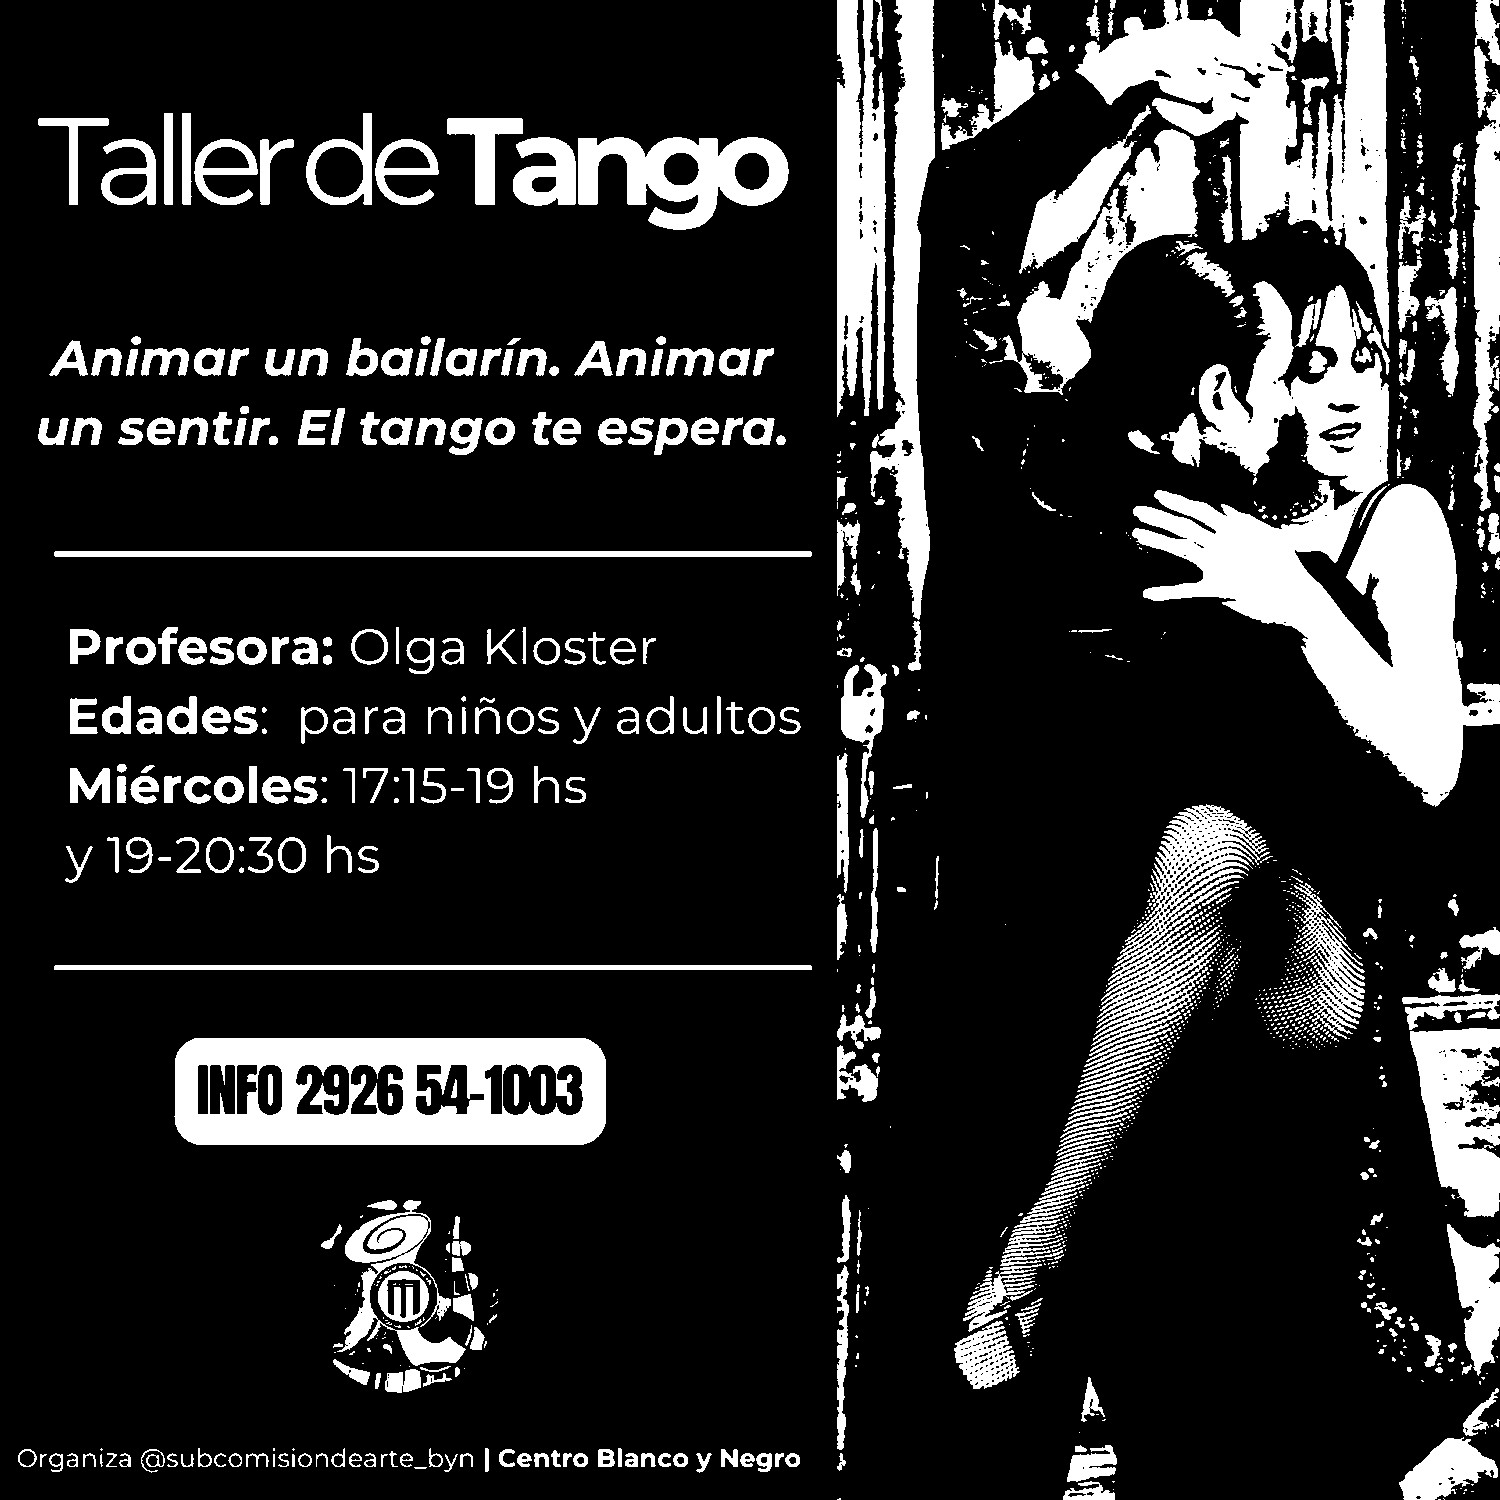 Taller de Tango
Animar un bailarín. Animar
un sentir. El tango te espera.
Profesora: Olga Kloster
Edades:  para niños y adultos
Miércoles: 17:15-19 hs
y 19-20:30 hs
INFO 2926 54-1003
Organiza @subcomisiondearte_byn | Centro Blanco y Negro